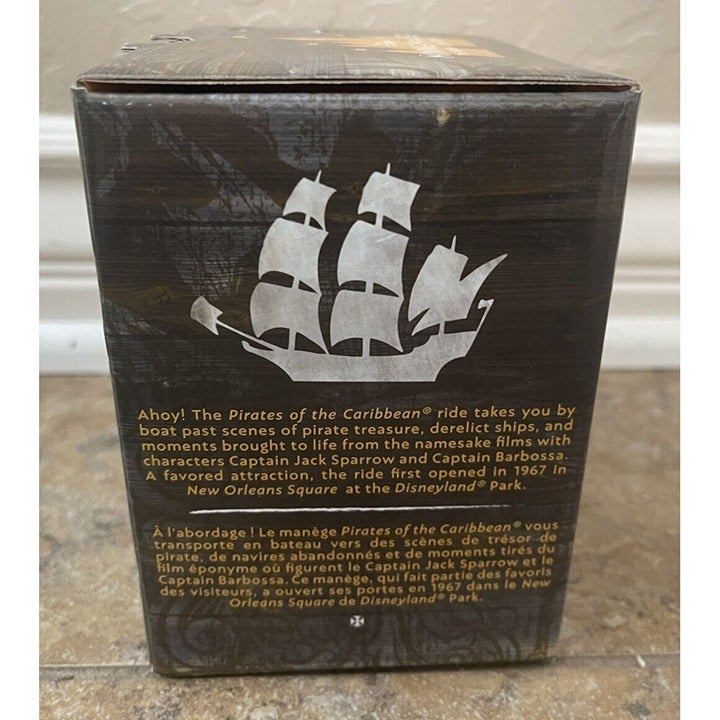 Ahoy! The Pirates of the Caribbean® ride takes you by
boat past scenes of pirate treasure, derelict ships, and
moments brought to life from the namesake films with
characters Captain Jack Sparrow and Captain Barbossa.
A favored attraction, the ride first opened in 1967 in
New Orleans Square at the Disneyland® Park.
À l'abordage ! Le manège Pirates of the Caribbean® vous
transporte en bateau vers des scènes de trésor de
pirate, de navires abandonnés et de moments tirés du
film éponyme où figurent le Captain Jack Sparrow et le
Captain Barbossa. Ce manège, qui fait partie des favoris
des visiteurs, a ouvert ses portes en 1967 dans le New
Orleans Square de Disneyland® Park.